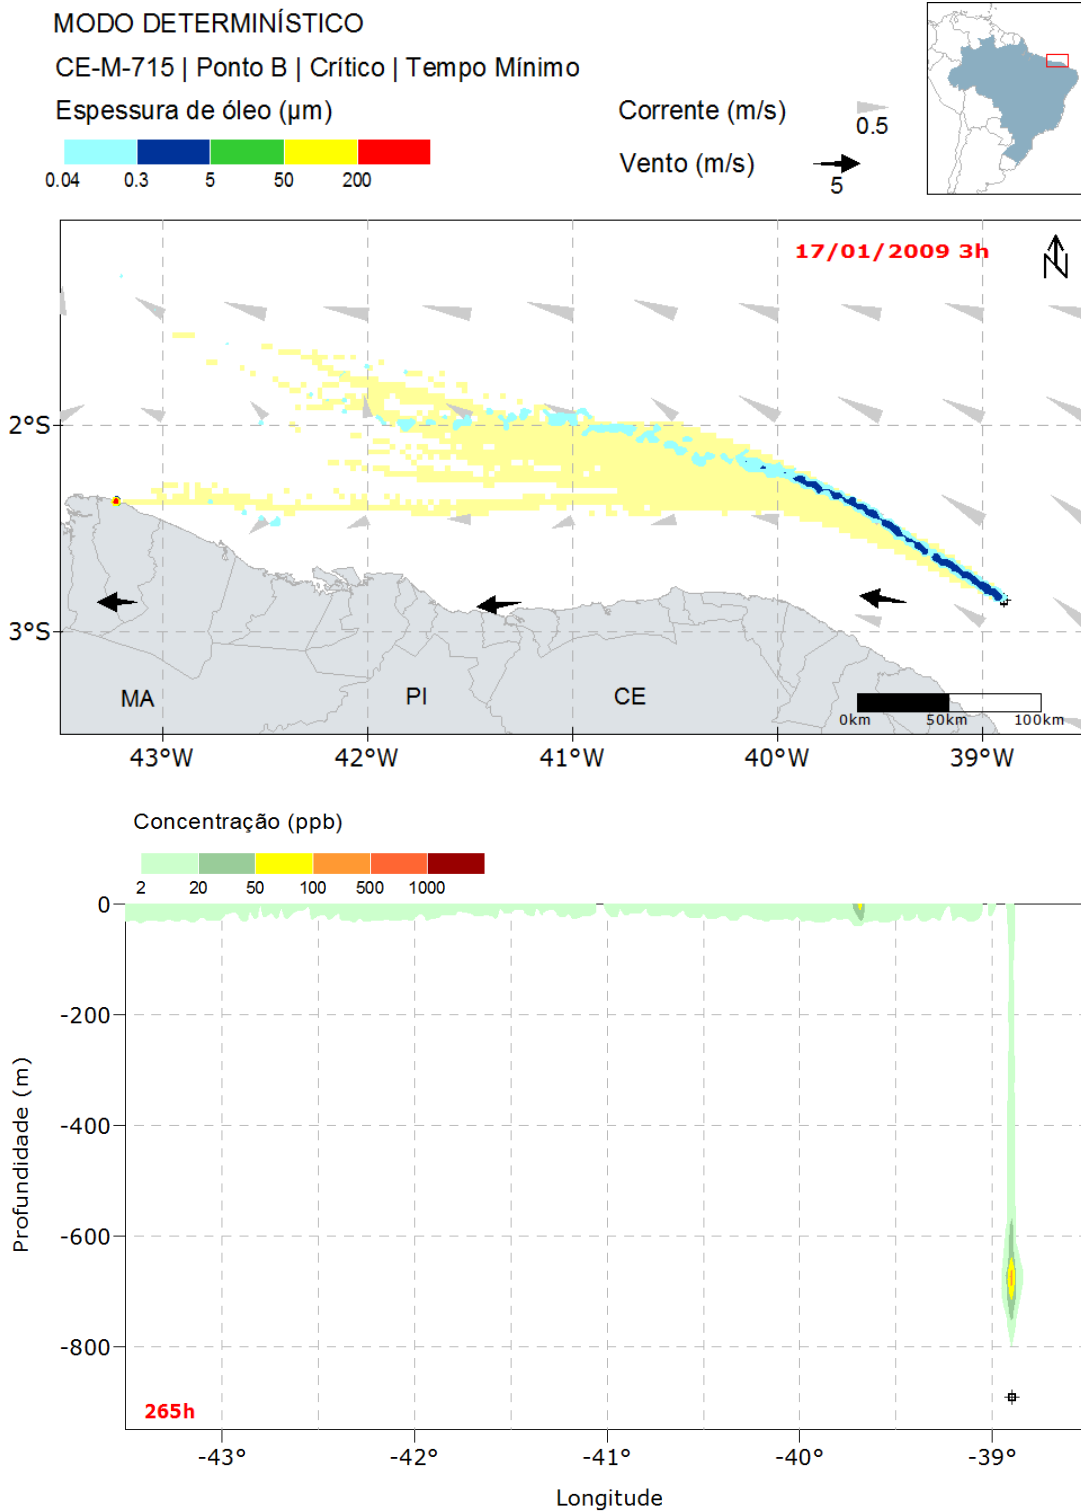 MODO DETERMINÍSTICO
CE-M-715 | Ponto B | Crítico | Tempo Mínimo
Espessura de óleo (µm)
0.04 0.3 5 50 200
Corrente (m/s)
0.5
Vento (m/s)
5
17/01/2009 3h
N
2°S
3°S
MA PI CE
0km 50km 100km
43°W 42°W 41°W 40°W 39°W
Concentração (ppb)
2 20 50 100 500 1000
0
-200
-400
-600
-800
Profundidade (m)
265h
-43° -42° -41° -40° -39°
Longitude